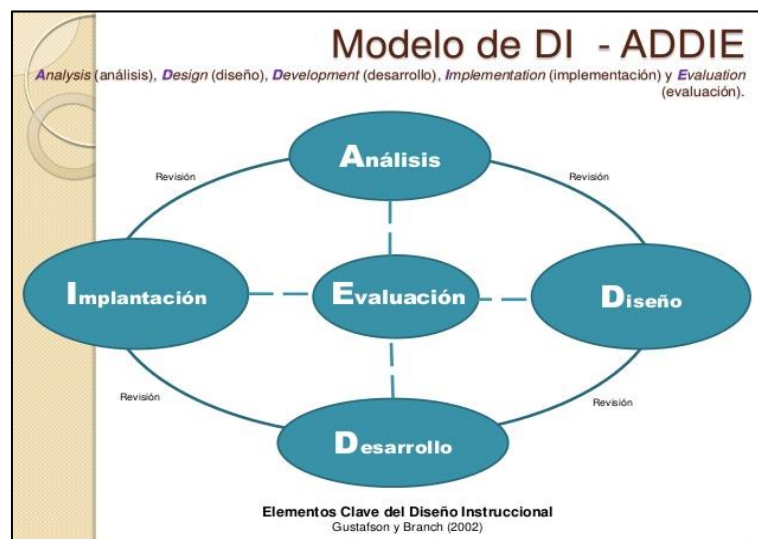 Modelo de DI - ADDIE
Analysis (análisis), Design (diseño), Development (desarrollo), Implementation (implementación) y Evaluation
(evaluación).
Análisis
Revisión
Revisión
Implantación
Evaluación
Diseño
Revisión
Revisión
Desarrollo
Elementos Clave del Diseño Instruccional
Gustafson y Branch (2002)